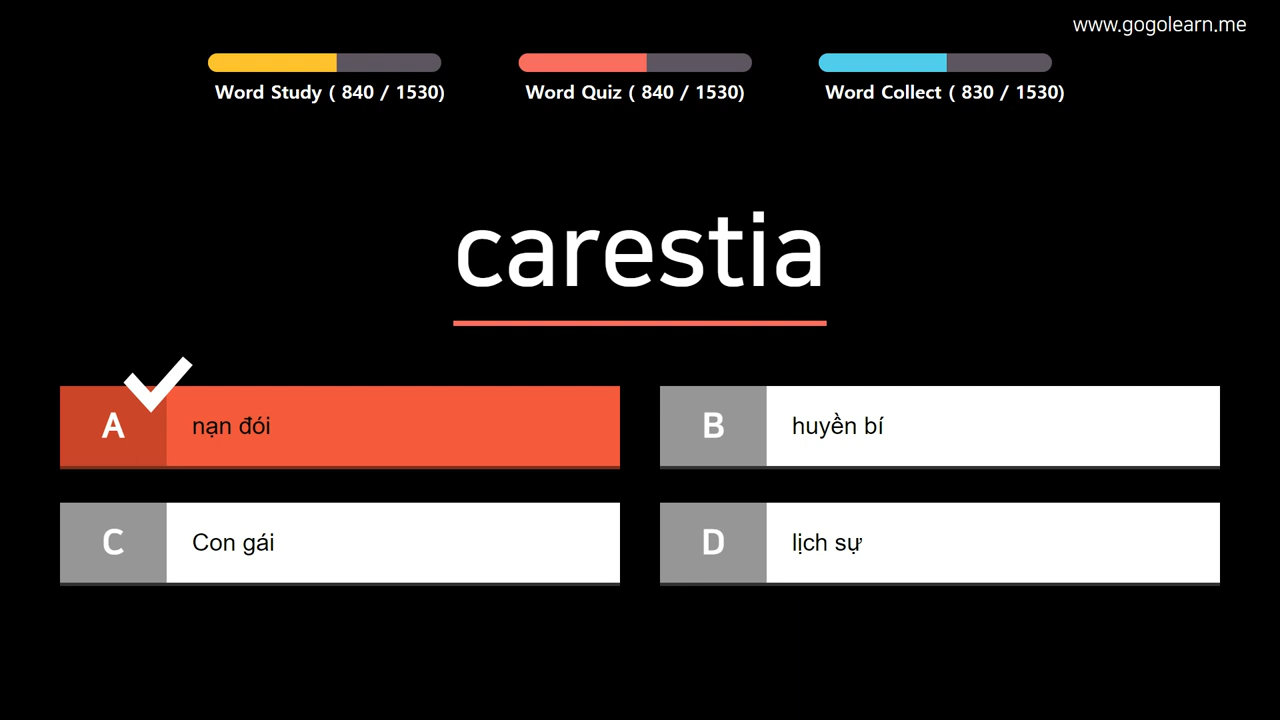 www.gogolearn.me
Word Study ( 840 / 1530)
Word Quiz ( 840 / 1530)
Word Collect ( 830 / 1530)
carestia
A nạn đói
B huyền bí
C Con gái
D lịch sự